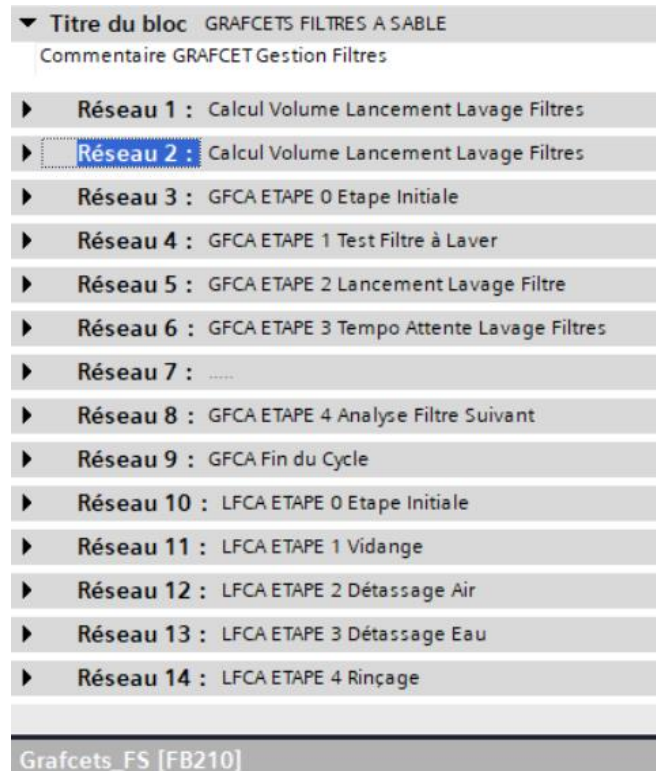 Titre du bloc GRAFCETS FILTRES A SABLE
Commentaire GRAFCET Gestion Filtres
Réseau 1 : Calcul Volume Lancement Lavage Filtres
Réseau 2 : Calcul Volume Lancement Lavage Filtres
Réseau 3 : GFCA ETAPE 0 Etape Initiale
Réseau 4 : GFCA ETAPE 1 Test Filtre à Laver
Réseau 5 : GFCA ETAPE 2 Lancement Lavage Filtre
Réseau 6 : GFCA ETAPE 3 Tempo Attente Lavage Filtres
Réseau 7 : .....
Réseau 8 : GFCA ETAPE 4 Analyse Filtre Suivant
Réseau 9 : GFCA Fin du Cycle
Réseau 10 : LFCA ETAPE 0 Etape Initiale
Réseau 11 : LFCA ETAPE 1 Vidange
Réseau 12 : LFCA ETAPE 2 Détassage Air
Réseau 13 : LFCA ETAPE 3 Détassage Eau
Réseau 14 : LFCA ETAPE 4 Rinçage
Grafcets_FS [FB210]